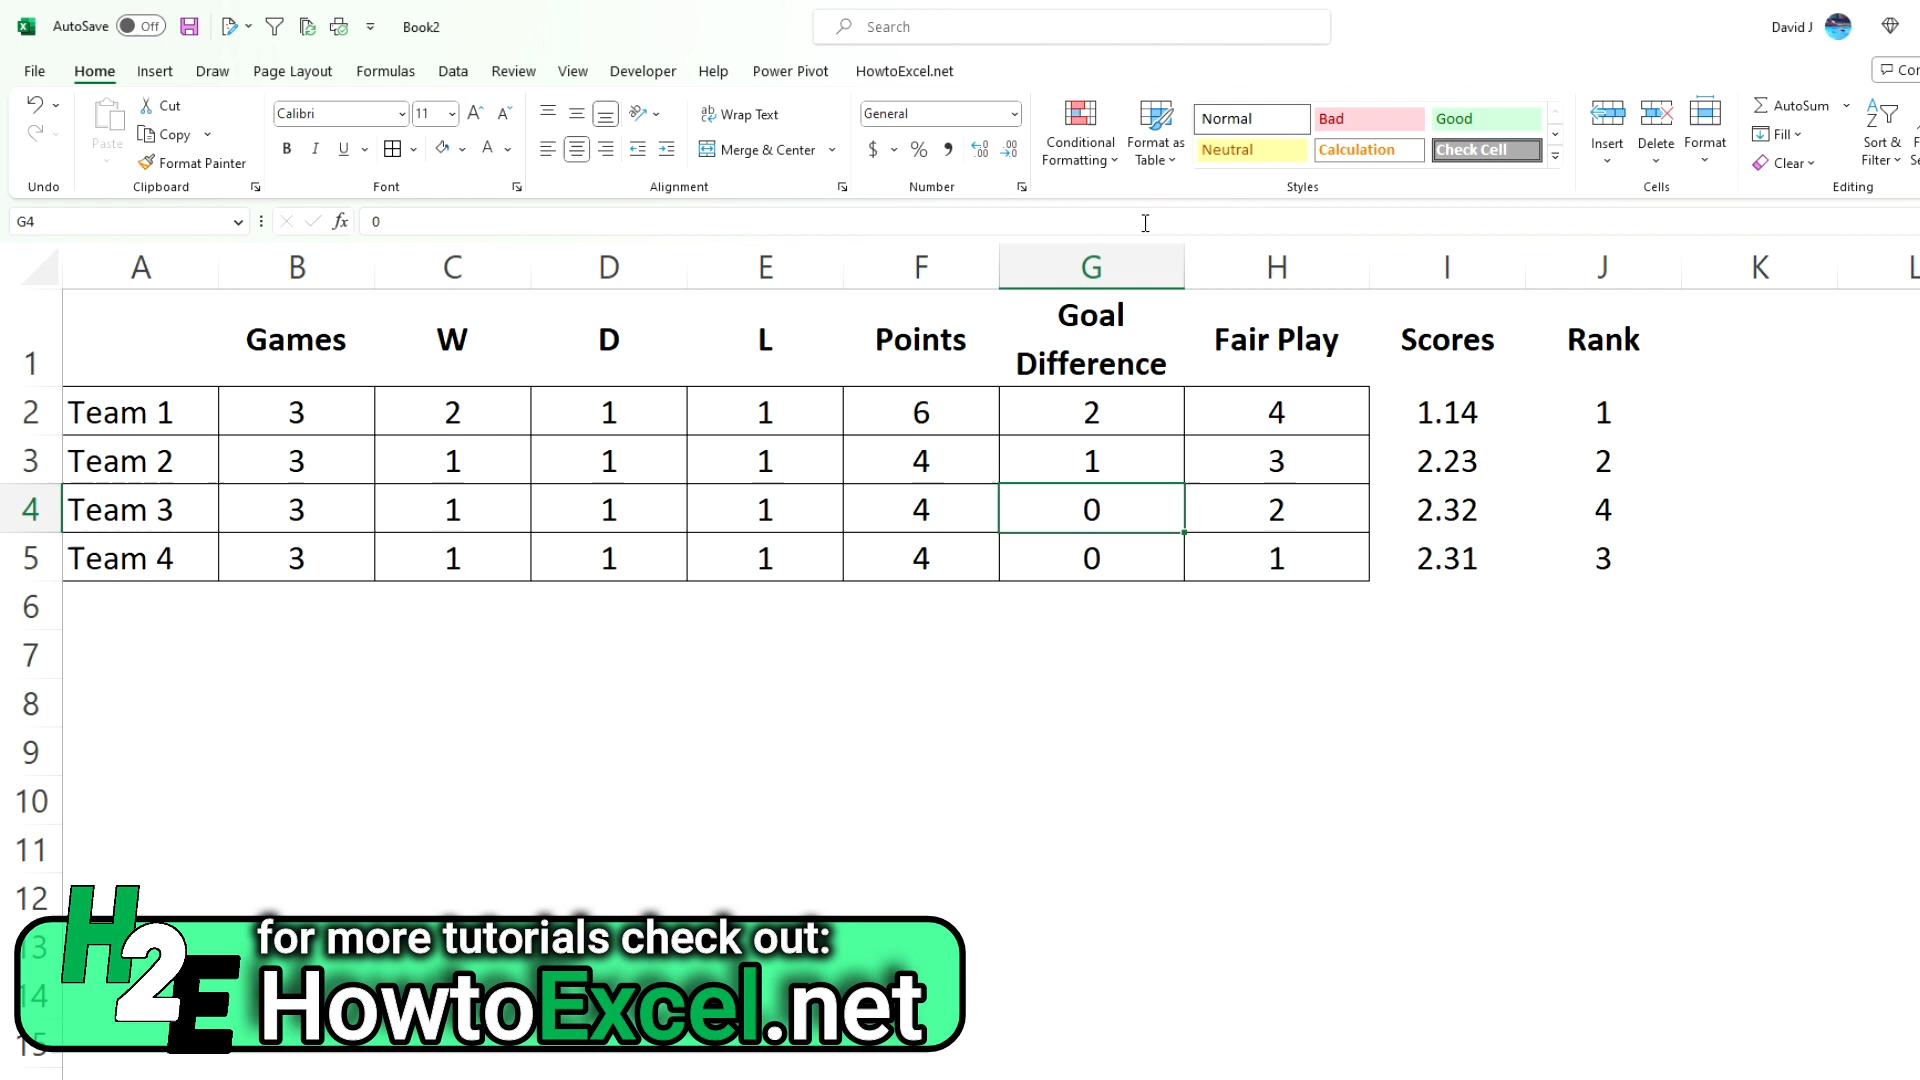 AutoSave Off Book2 Search David J
File Home Insert Draw Page Layout Formulas Data Review View Developer Help Power Pivot HowtoExcel.net
Paste Cut Copy Format Painter
Calibri 11
B I U A
Wrap Text
Merge & Center
General
$ %
Conditional Formatting
Format as Table
Normal Bad Good
Neutral Calculation Check Cell
Insert Delete Format
AutoSum
Fill
Clear
Sort &
Filter
Undo Clipboard Font Alignment Number Styles Cells Editing
G4 fx 0
A B C D E F G H I J K L
1 Games W D L Points Goal Difference Fair Play Scores Rank
2 Team 1 3 2 1 1 6 2 4 1.14 1
3 Team 2 3 1 1 1 4 1 3 2.23 2
4 Team 3 3 1 1 1 4 0 2 2.32 4
5 Team 4 3 1 1 1 4 0 1 2.31 3
6
7
8
9
10
11
12
13
14
15
H2E
for more tutorials check out:
HowtoExcel.net